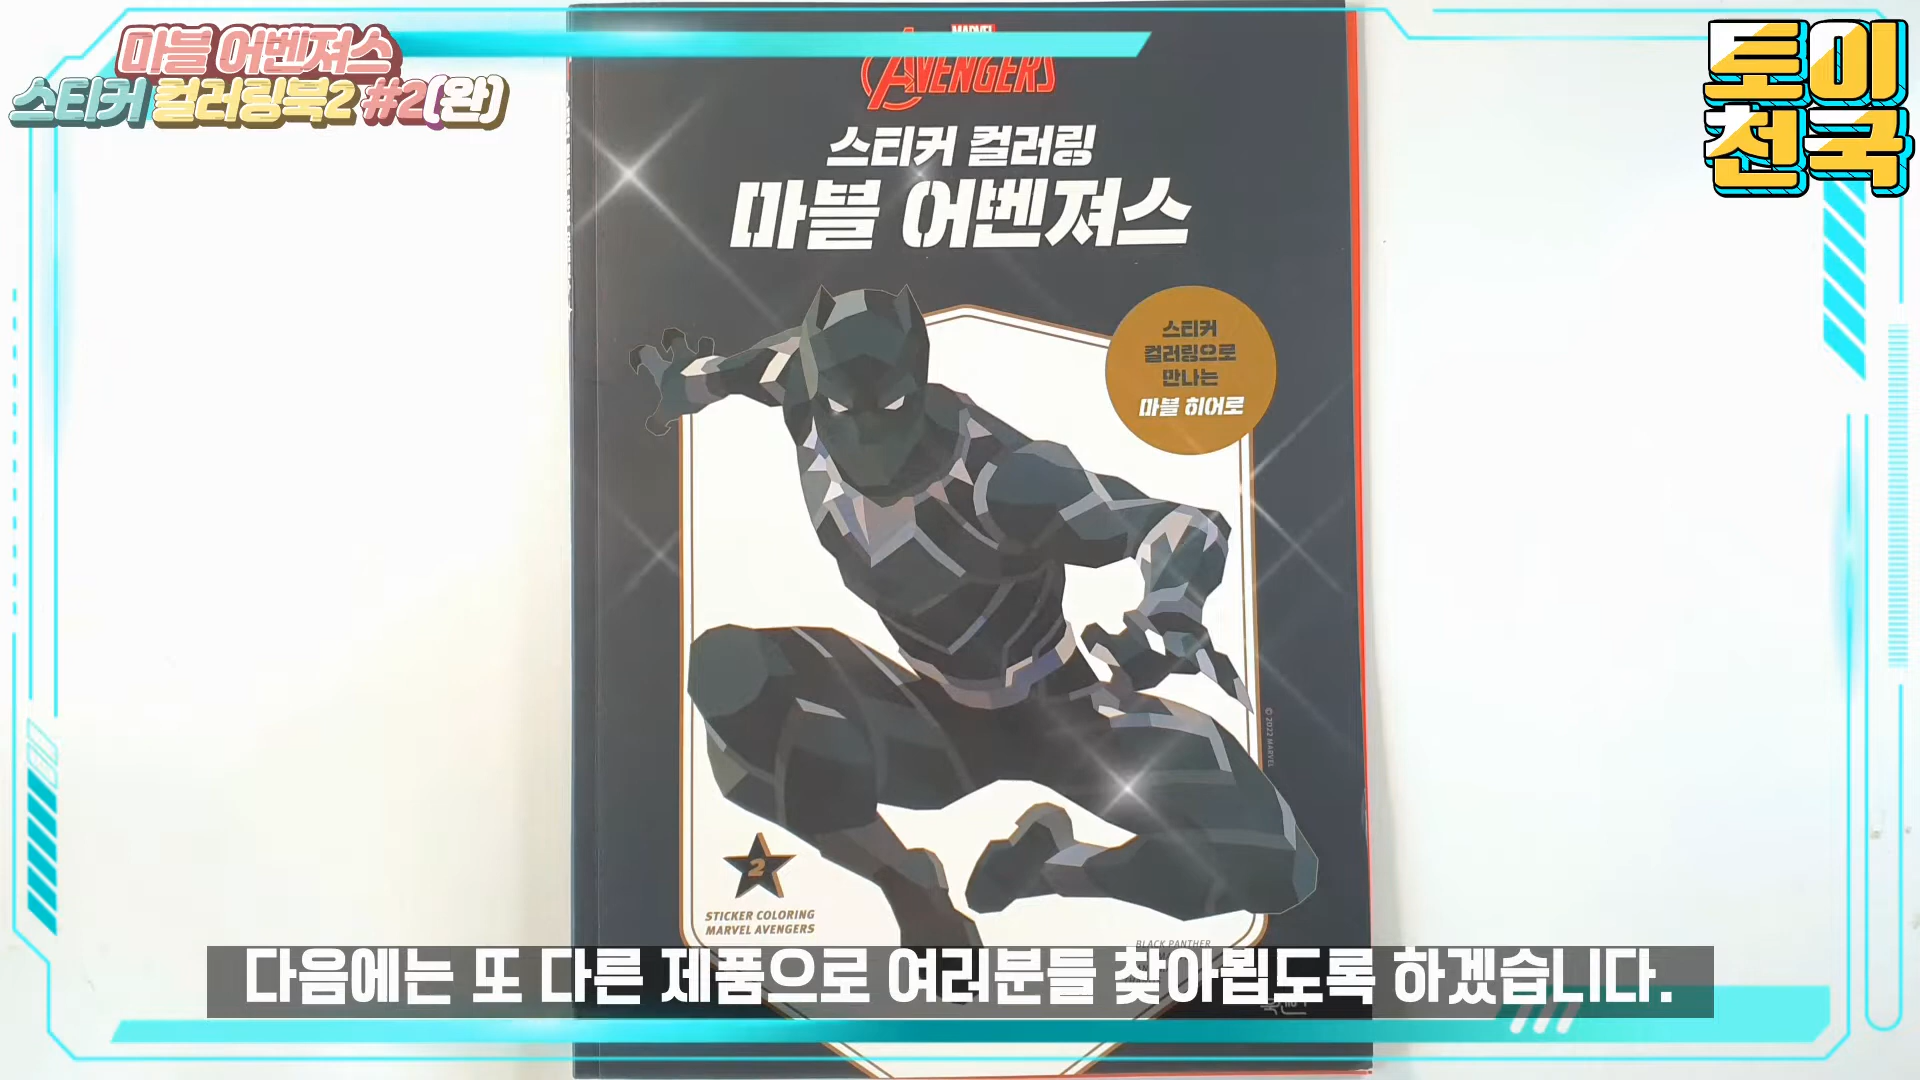 마블 어벤져스
스티커 컬러링북2 #2(완)
토이
천국
MARVEL
AVENGERS
스티커 컬러링
마블 어벤져스
스티커
컬러링으로
만나는
마블 히어로
© 2022 MARVEL
2
STICKER COLORING
MARVEL AVENGERS
BLACK PANTHER
다음에는 또 다른 제품으로 여러분들 찾아뵙도록 하겠습니다.